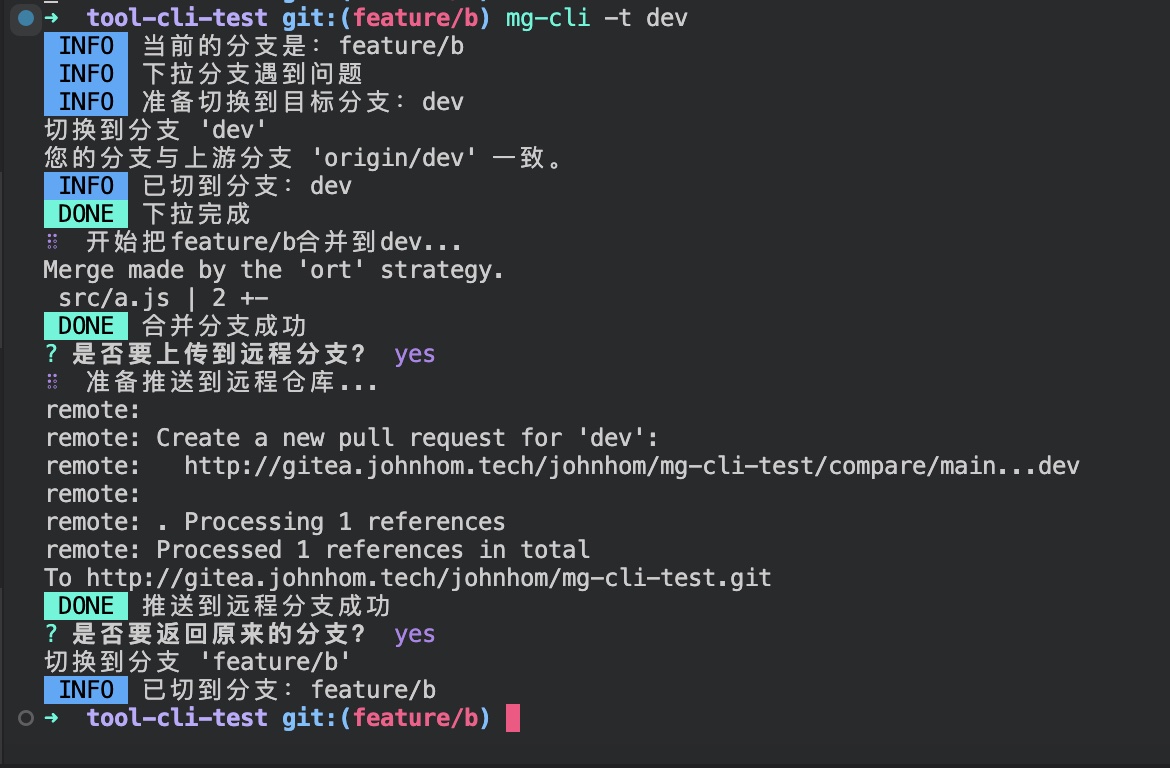 ➜  tool-cli-test git:(feature/b) mg-cli -t dev
INFO 当前的分支是：feature/b
INFO 下拉分支遇到问题
INFO 准备切换到目标分支：dev
切换到分支 'dev'
您的分支与上游分支 'origin/dev' 一致。
INFO 已切到分支：dev
DONE 下拉完成
⠿  开始把feature/b合并到dev...
Merge made by the 'ort' strategy.
 src/a.js | 2 +-
DONE 合并分支成功
? 是否要上传到远程分支？ yes
⠿  准备推送到远程仓库...
remote:
remote: Create a new pull request for 'dev':
remote:   http://gitea.johnhom.tech/johnhom/mg-cli-test/compare/main...dev
remote:
remote: . Processing 1 references
remote: Processed 1 references in total
To http://gitea.johnhom.tech/johnhom/mg-cli-test.git
DONE 推送到远程分支成功
? 是否要返回原来的分支？ yes
切换到分支 'feature/b'
INFO 已切到分支：feature/b
➜  tool-cli-test git:(feature/b)